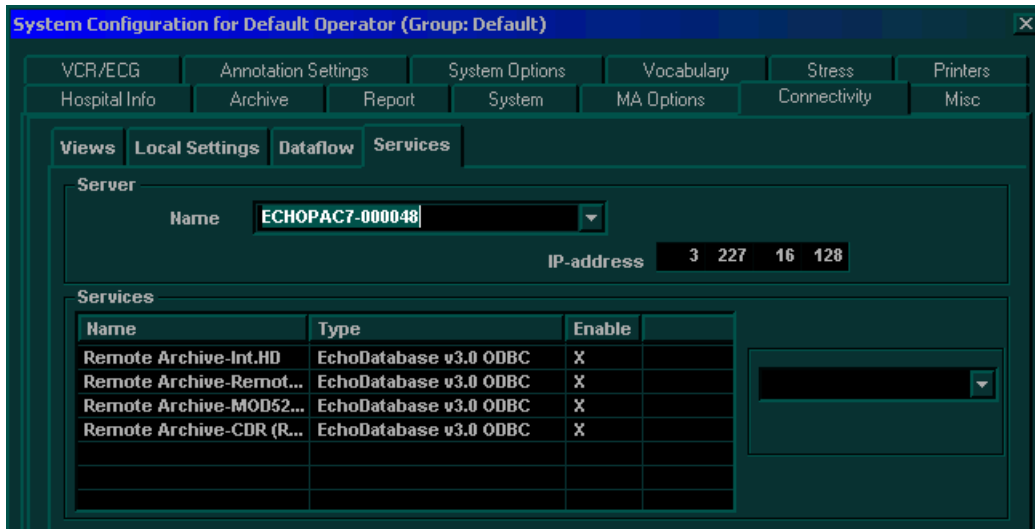 System Configuration for Default Operator (Group: Default)
VCR/ECG Annotation Settings System Options Vocabulary Stress Printers
Hospital Info Archive Report System MA Options Connectivity Misc
Views Local Settings Dataflow Services
Server
Name ECHOPAC7-000048
IP-address 3 227 16 128
Services
Name Type Enable
Remote Archive-Int.HD EchoDatabase v3.0 ODBC X
Remote Archive-Remot... EchoDatabase v3.0 ODBC X
Remote Archive-MOD52... EchoDatabase v3.0 ODBC X
Remote Archive-CDR (R... EchoDatabase v3.0 ODBC X